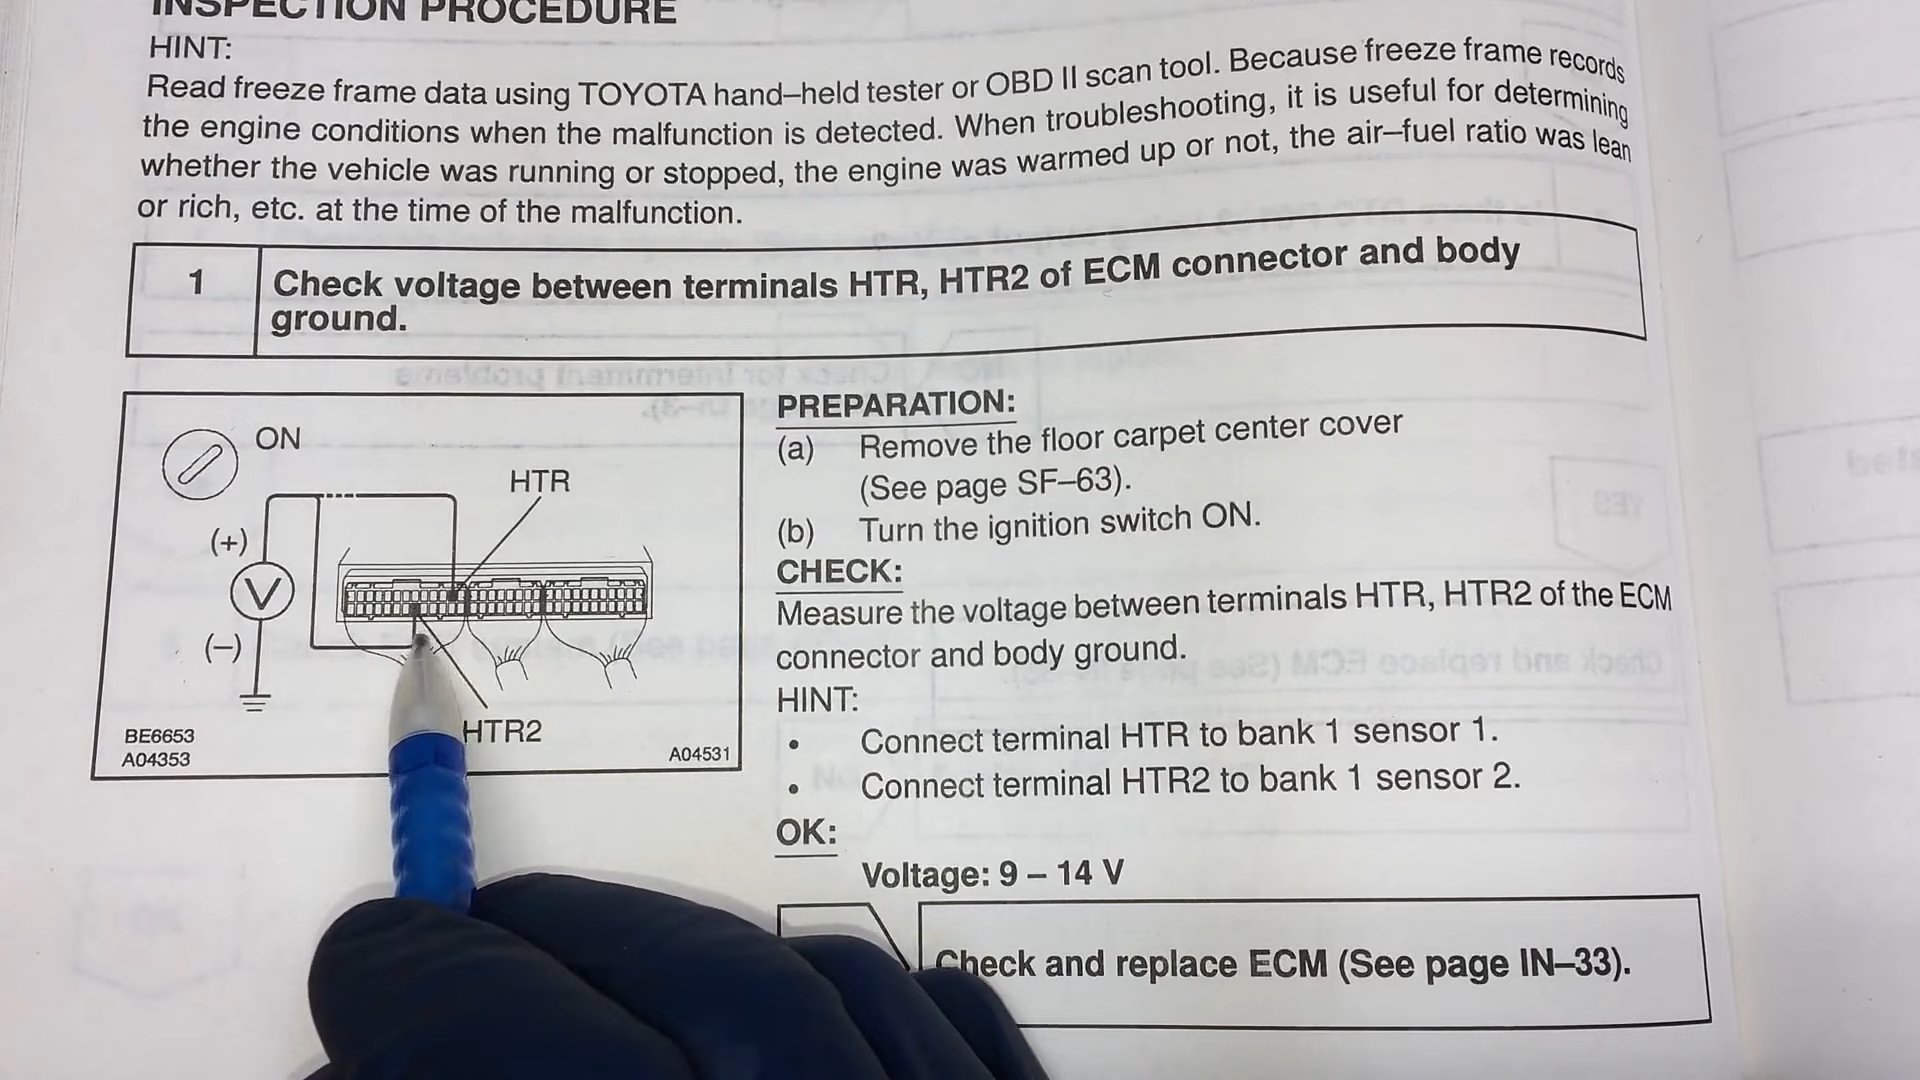 INSPECTION PROCEDURE
HINT:
Read freeze frame data using TOYOTA hand–held tester or OBD II scan tool. Because freeze frame records
the engine conditions when the malfunction is detected. When troubleshooting, it is useful for determining
whether the vehicle was running or stopped, the engine was warmed up or not, the air–fuel ratio was lean
or rich, etc. at the time of the malfunction.
1 Check voltage between terminals HTR, HTR2 of ECM connector and body
ground.
ON
HTR
(+)
V
(–)
HTR2
BE6653
A04353
A04531
PREPARATION:
(a) Remove the floor carpet center cover
(See page SF–63).
(b) Turn the ignition switch ON.
CHECK:
Measure the voltage between terminals HTR, HTR2 of the ECM
connector and body ground.
HINT:
• Connect terminal HTR to bank 1 sensor 1.
• Connect terminal HTR2 to bank 1 sensor 2.
OK:
Voltage: 9 – 14 V
Check and replace ECM (See page IN–33).